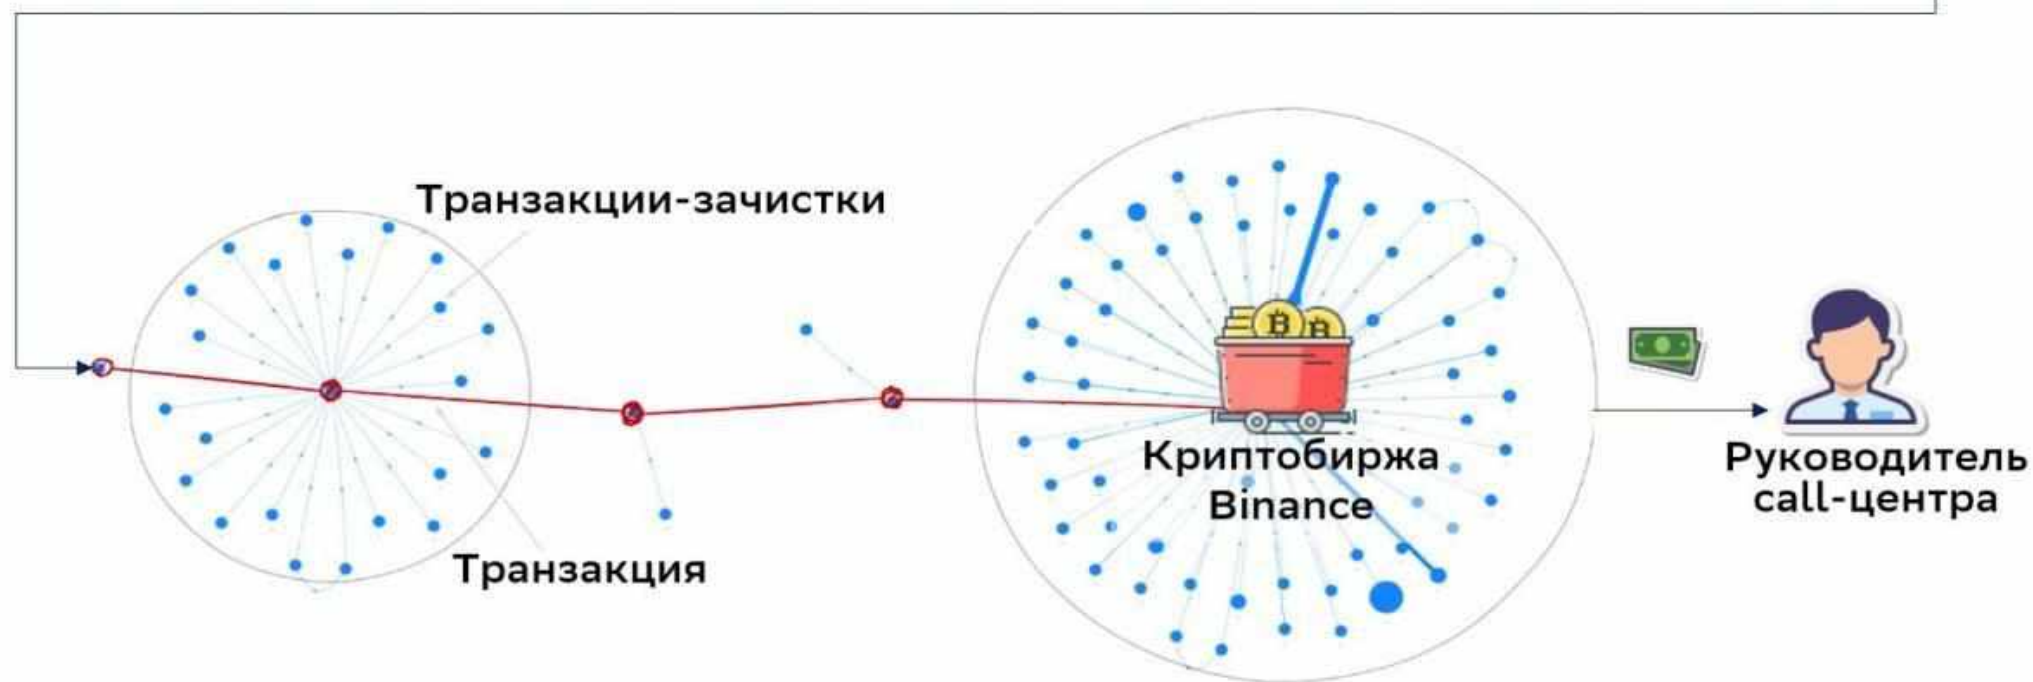 Транзакции-зачистки
Транзакция
Криптобиржа
Binance
Руководитель
call-центра